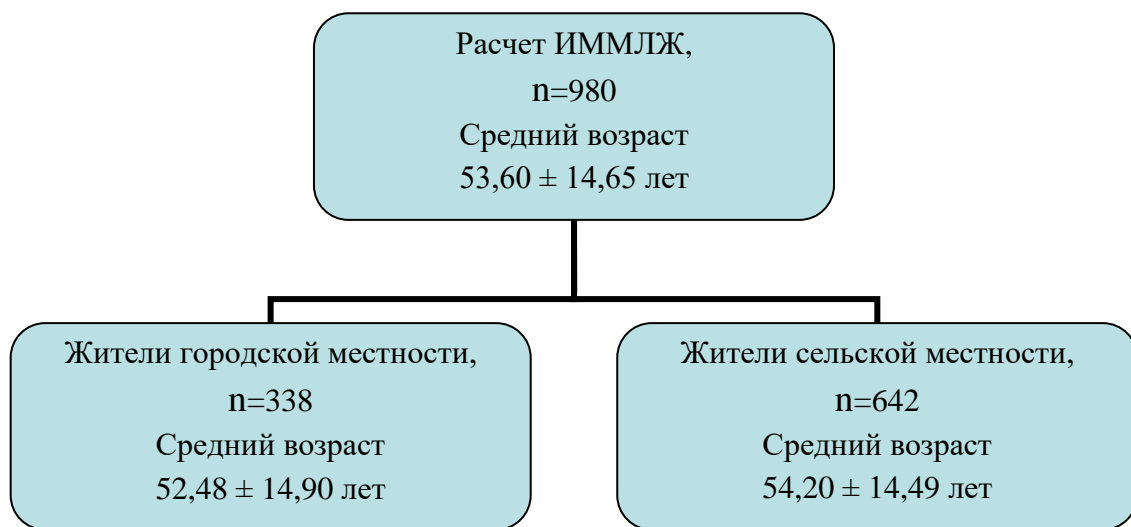 Расчет ИММЛЖ,
n=980
Средний возраст
53,60 ± 14,65 лет
Жители городской местности,
n=338
Средний возраст
52,48 ± 14,90 лет
Жители сельской местности,
n=642
Средний возраст
54,20 ± 14,49 лет